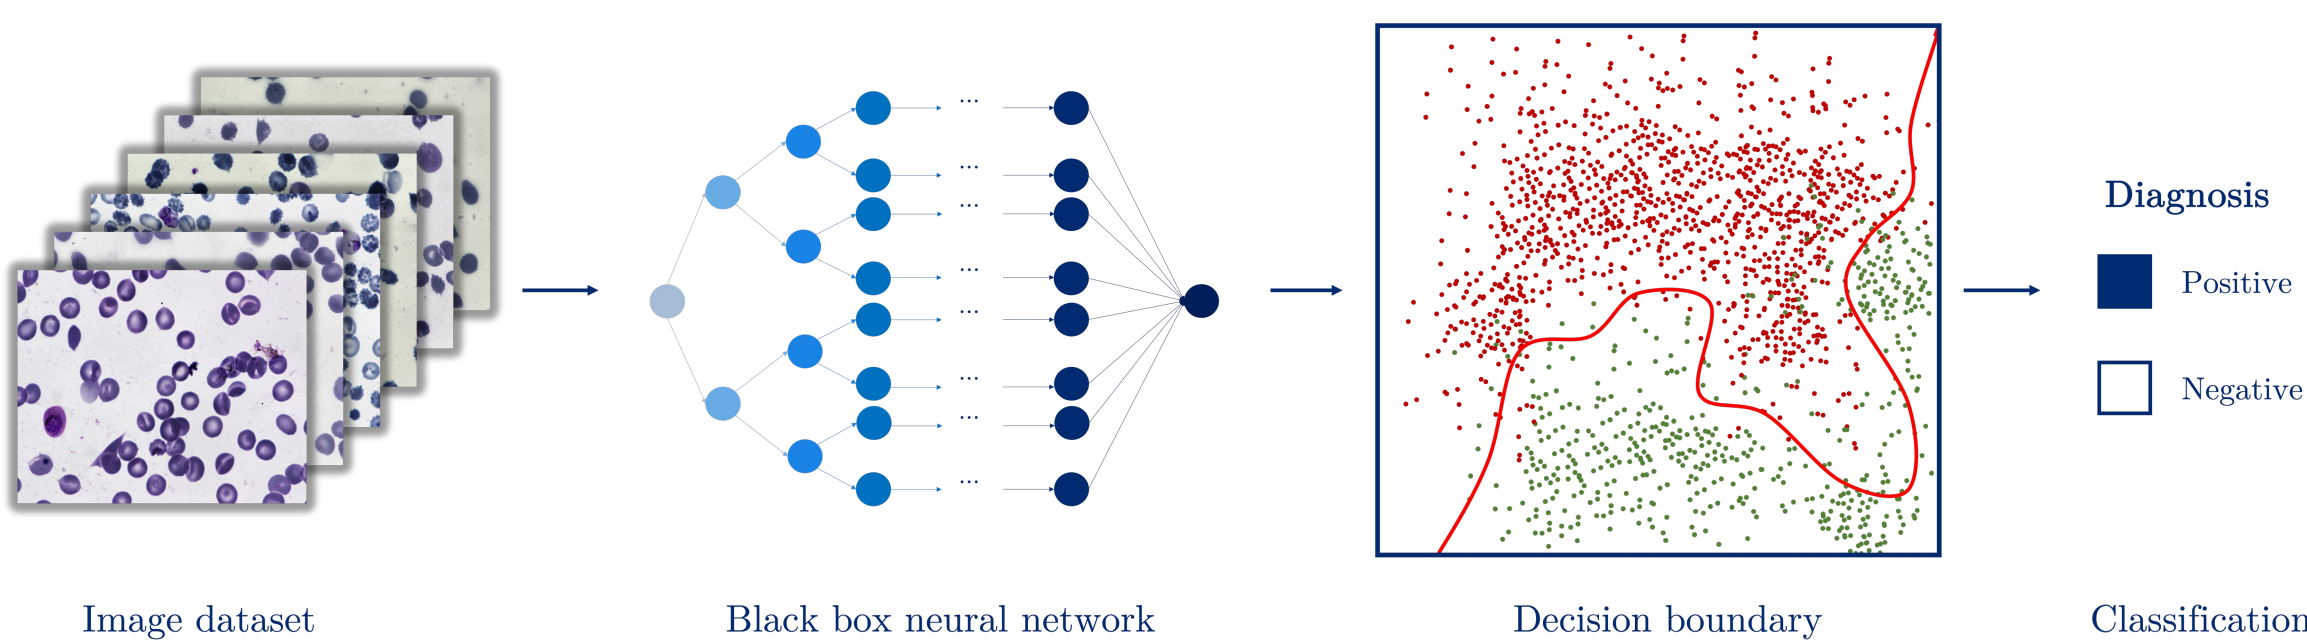 ...
...
...
...
...
...
...
...
Diagnosis
Positive
Negative
Image dataset
Black box neural network
Decision boundary
Classification